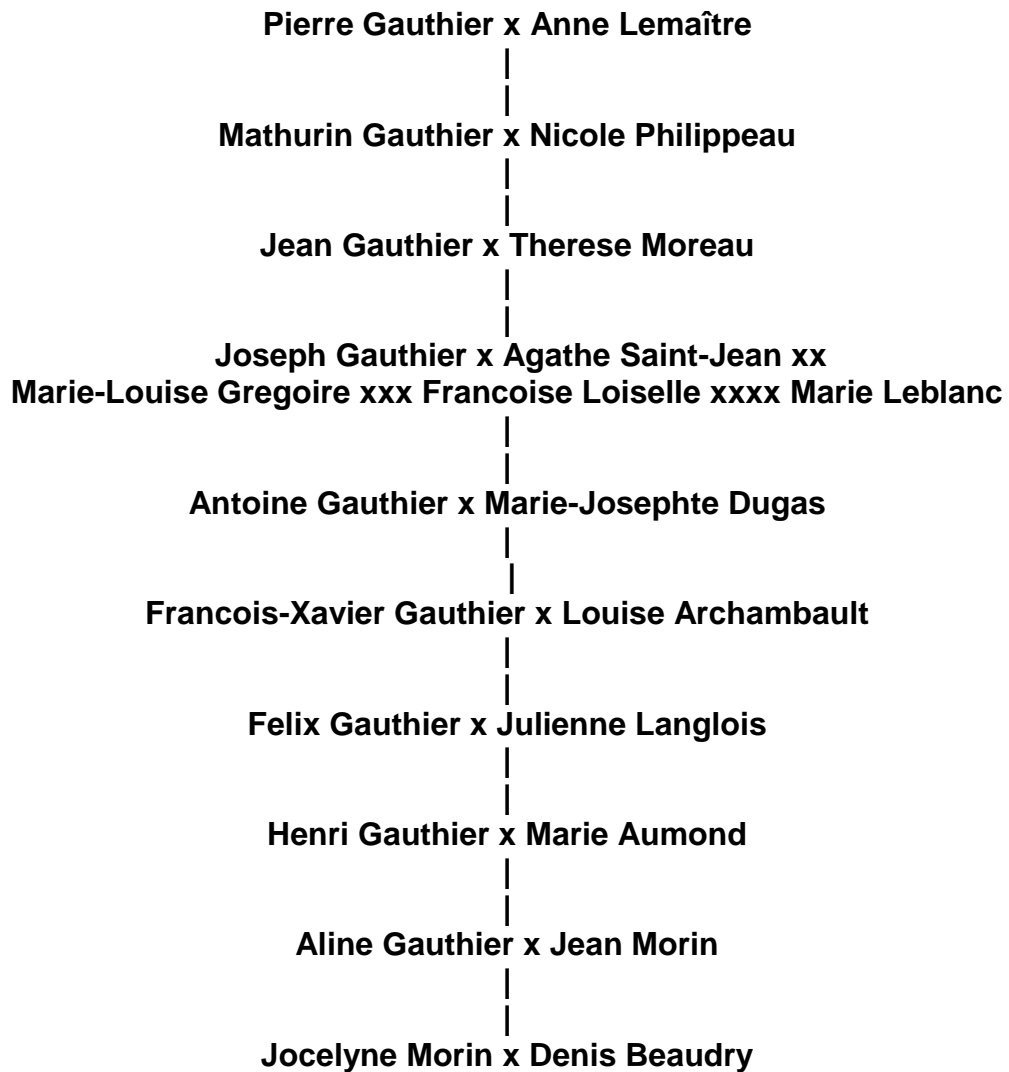 Pierre Gauthier x Anne Lemaître
|
|
Mathurin Gauthier x Nicole Philippeau
|
|
Jean Gauthier x Therese Moreau
|
|
Joseph Gauthier x Agathe Saint-Jean xx
Marie-Louise Gregoire xxx Francoise Loiselle xxxx Marie Leblanc
|
|
Antoine Gauthier x Marie-Josephte Dugas
|
|
Francois-Xavier Gauthier x Louise Archambault
|
|
Felix Gauthier x Julienne Langlois
|
|
Henri Gauthier x Marie Aumond
|
|
Aline Gauthier x Jean Morin
|
|
Jocelyne Morin x Denis Beaudry